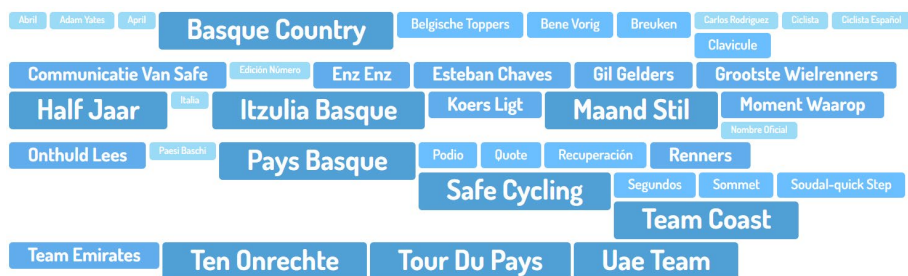 Abril Adam Yates April Basque Country Belgische Toppers Bene Vorig Breuken Carlos Rodríguez Ciclista Ciclista Español
Clavicule
Communicatie Van Safe Edición Número Enz Enz Esteban Chaves Gil Gelders Grootste Wielrenners
Half Jaar Italia Itzulia Basque Koers Ligt Maand Stil Moment Waarop
Nombre Oficial
Onthuld Lees Paesi Baschi Pays Basque Podio Quote Recuperación Renners
Safe Cycling Segundos Sommet Soudal-quick Step
Team Coast
Team Emirates Ten Onrechte Tour Du Pays Uae Team